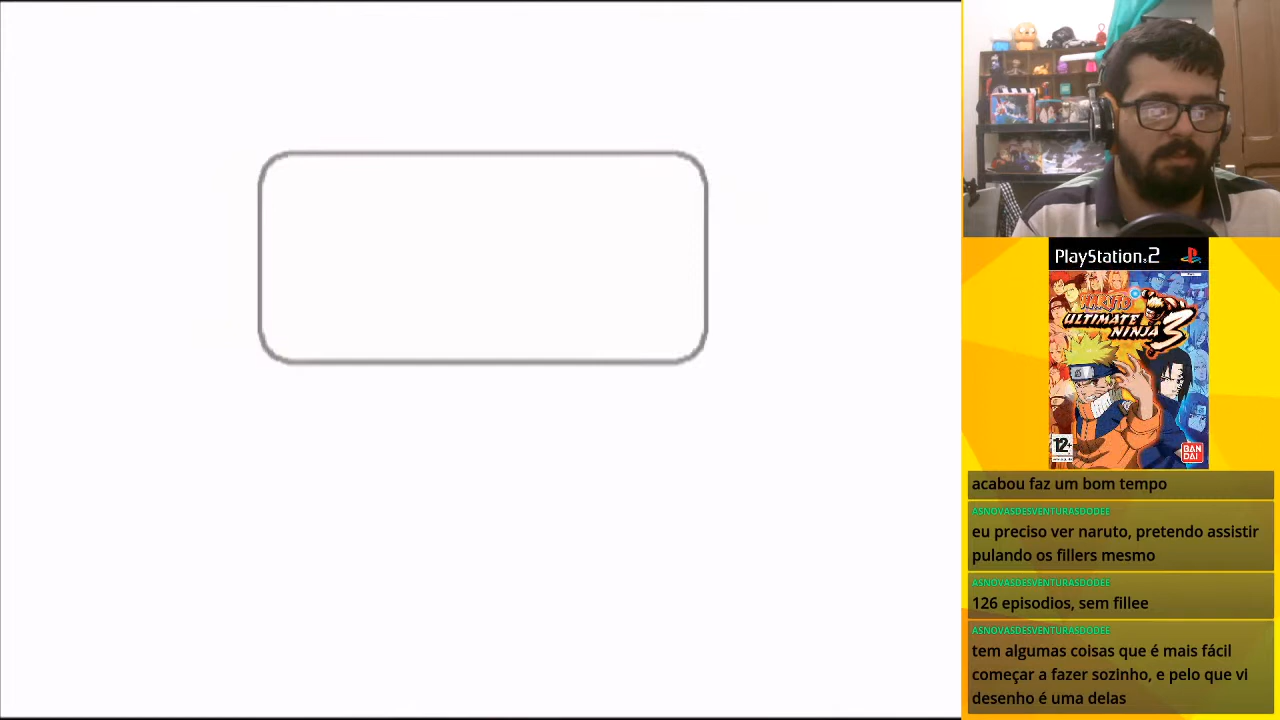 PlayStation.2
NARUTO
ULTIMATE
NINJA 3
12+
BAN
DAI
acabou faz um bom tempo
ASNOVASDESVENTURASDODEE
eu preciso ver naruto, pretendo assistir
pulando os fillers mesmo
ASNOVASDESVENTURASDODEE
126 episodios, sem fillee
ASNOVASDESVENTURASDODEE
tem algumas coisas que é mais fácil
começar a fazer sozinho, e pelo que vi
desenho é uma delas